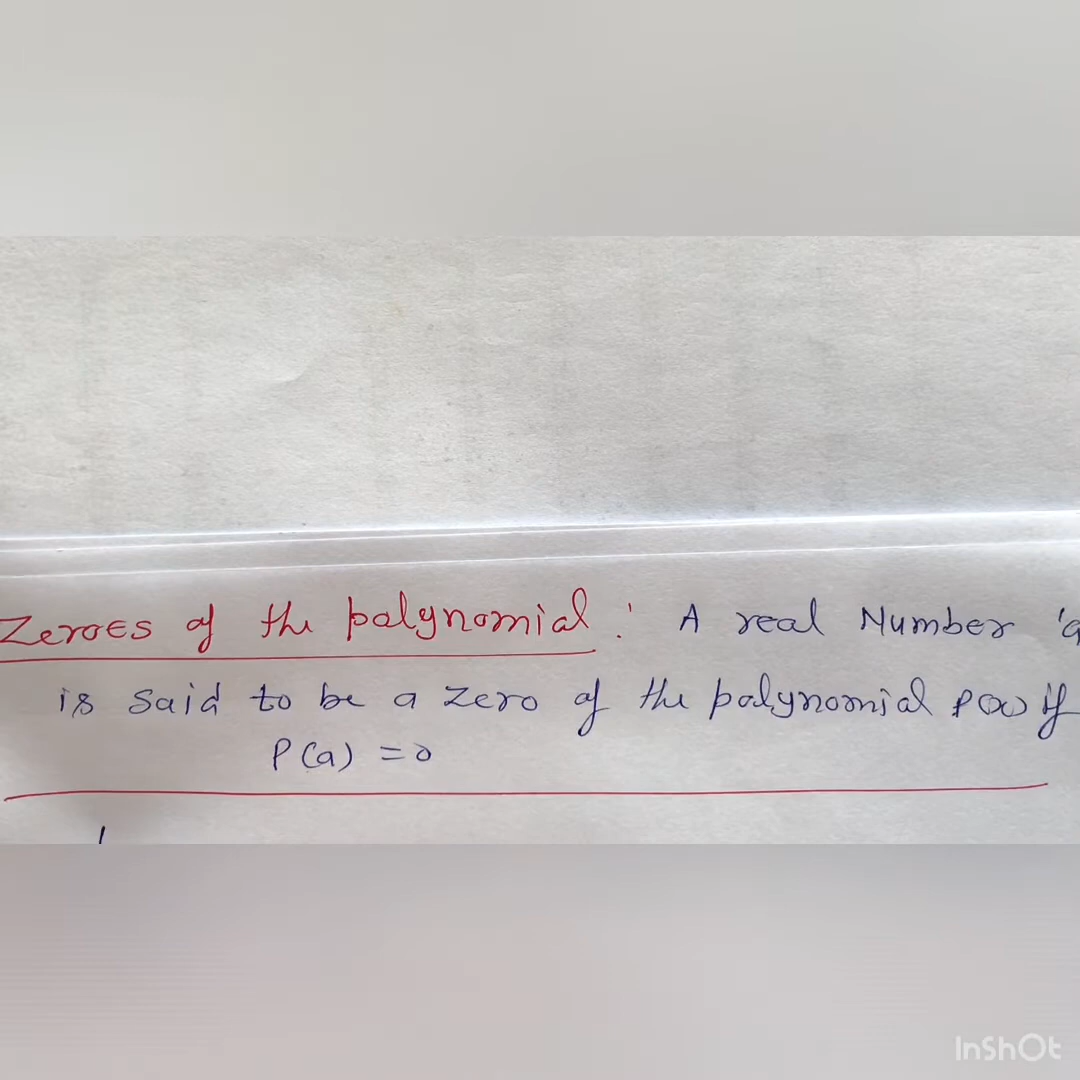 Zeroes of the polynomial : A real Number 'a
is said to be a zero of the polynomial P(x) if
P(a) = 0
InShOt